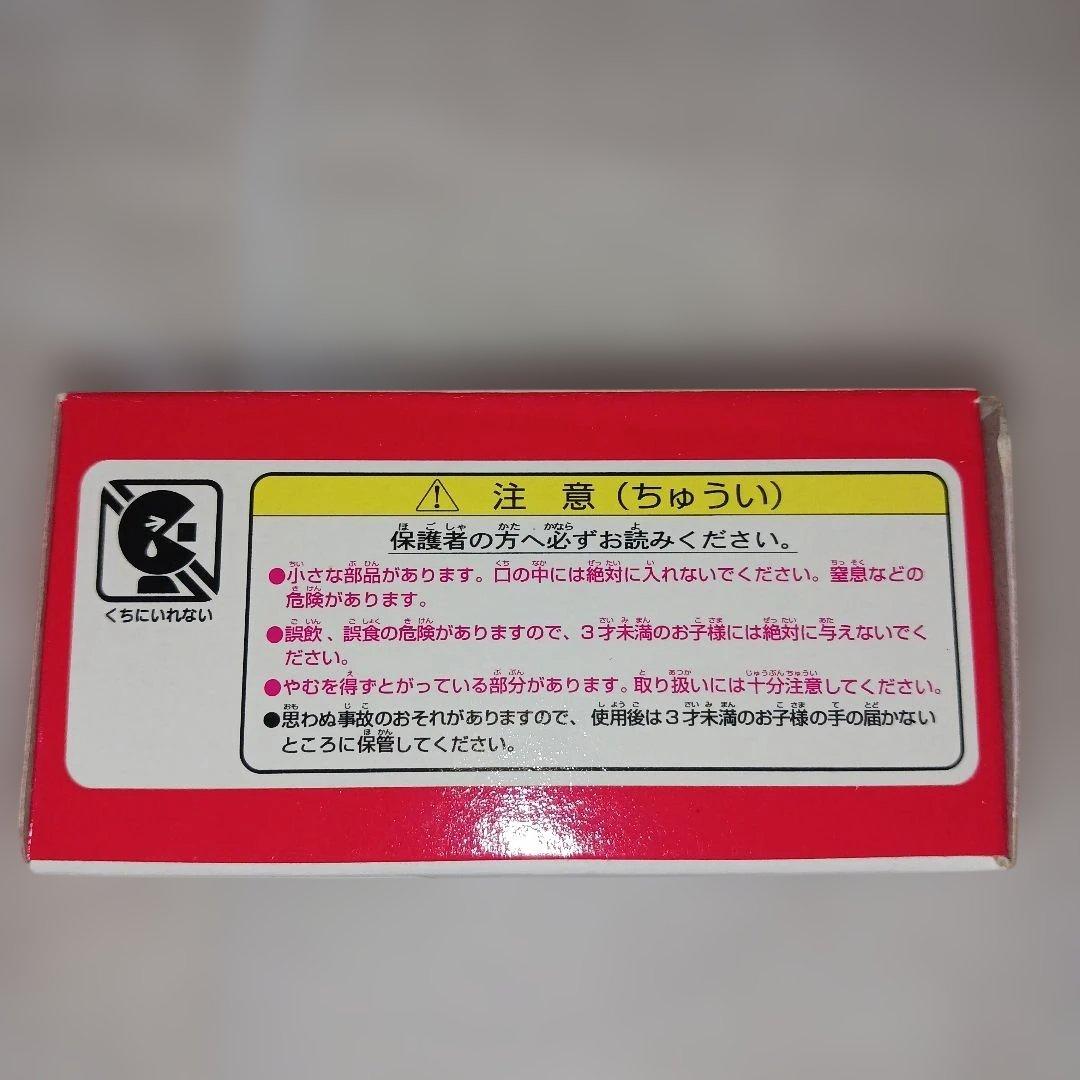 ⚠ 注 意(ちゅうい)
保護者の方へ必ずお読みください。
●小さな部品があります。口の中には絶対に入れないでください。窒息などの
危険があります。
●誤飲、誤食の危険がありますので、3才未満のお子様には絶対に与えないでく
ださい。
●やむを得ずとがっている部分があります。取り扱いには十分注意してください。
●思わぬ事故のおそれがありますので、使用後は3才未満のお子様の手の届かない
ところに保管してください。
くちにいれない